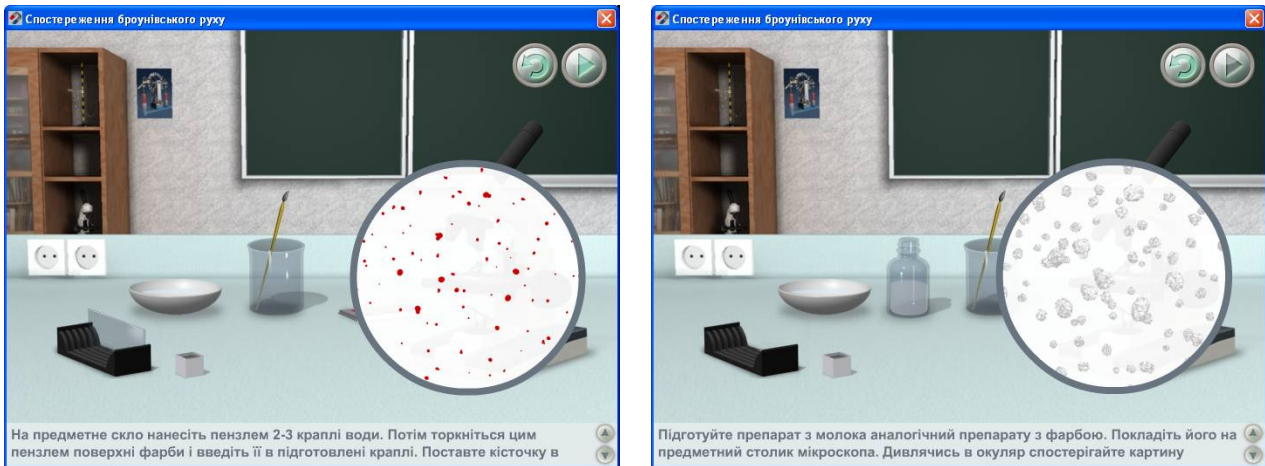 Спостереження броунівського руху
На предметне скло нанесіть пензлем 2-3 краплі води. Потім торкніться цим
пензлем поверхні фарби і введіть її в підготовлені краплі. Поставте кісточку в
Спостереження броунівського руху
Підготуйте препарат з молока аналогічний препарату з фарбою. Покладіть його на
предметний столик мікроскопа. Дивлячись в окуляр спостерігайте картину